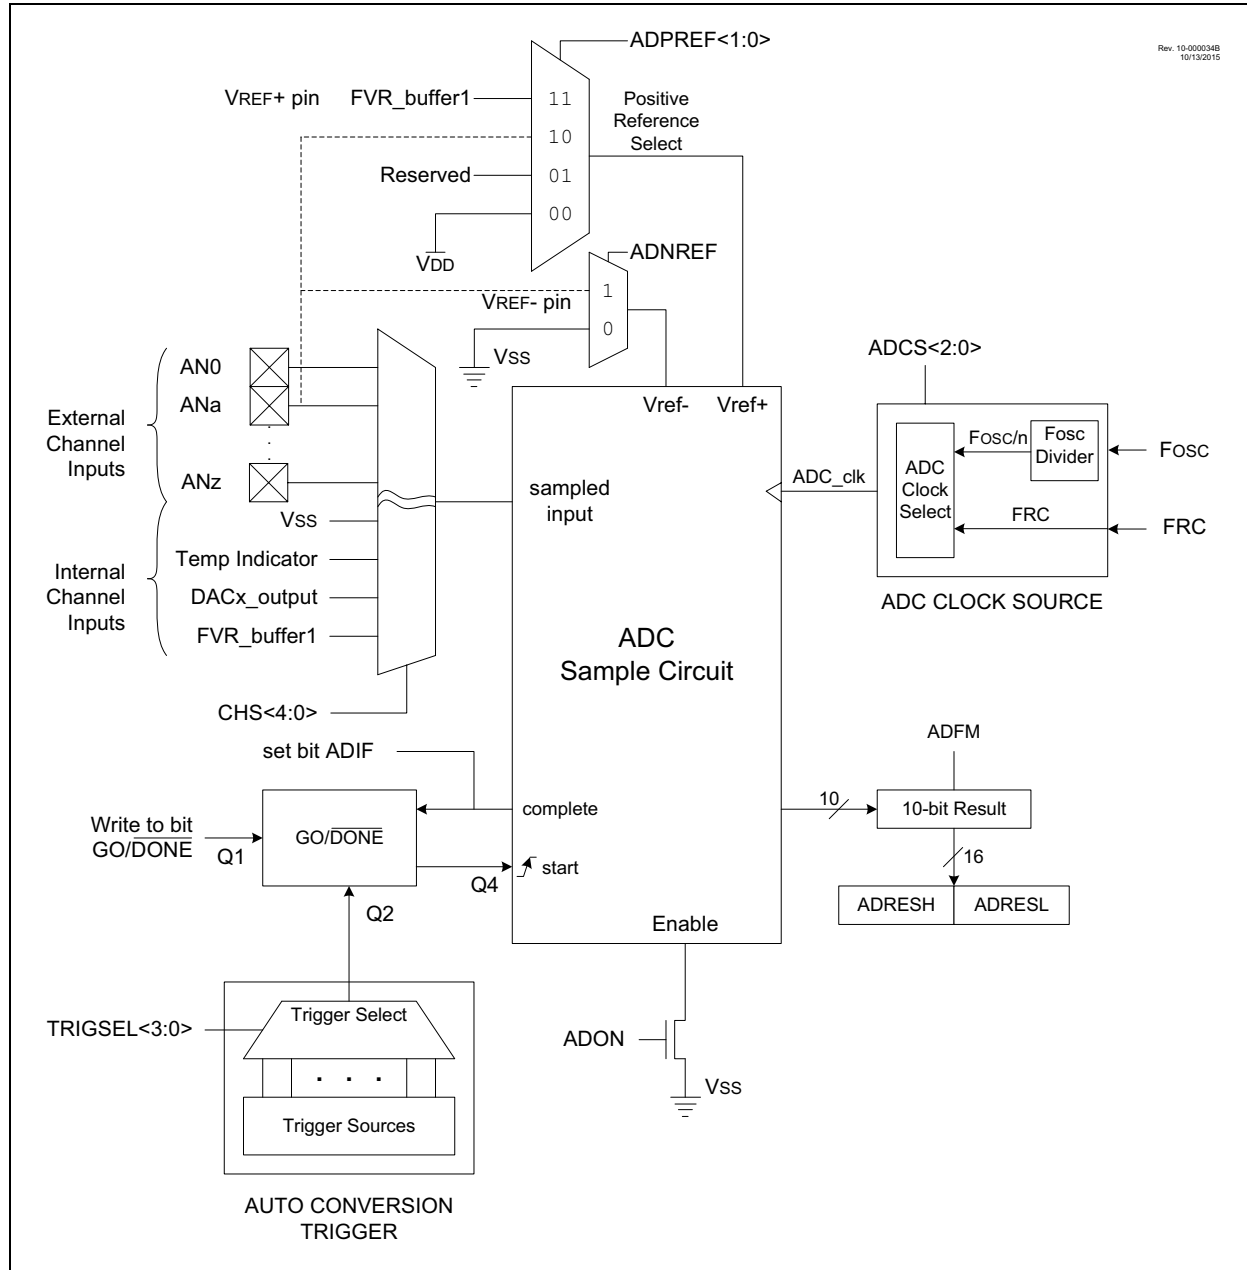 Rev. 10-000034B
10/13/2015
ADPREF<1:0>
VREF+ pin
FVR_buffer1
11
10
Reserved
01
00
VDD
Positive
Reference
Select
ADNREF
VREF- pin
1
0
VSS
External
Channel
Inputs
AN0
ANa
.
.
.
ANz
Internal
Channel
Inputs
VSS
Temp Indicator
DACx_output
FVR_buffer1
CHS<4:0>
Vref-
Vref+
sampled
input
ADC
Sample Circuit
ADCS<2:0>
ADC_clk
ADC
Clock
Select
FOSC/n
Fosc
Divider
FOSC
FRC
FRC
ADC CLOCK SOURCE
set bit ADIF
complete
Write to bit
GO/DONE
Q1
GO/DONE
Q4
start
Q2
Enable
ADFM
10
10-bit Result
16
ADRESH
ADRESL
TRIGSEL<3:0>
Trigger Select
. . .
Trigger Sources
AUTO CONVERSION
TRIGGER
ADON
VSS